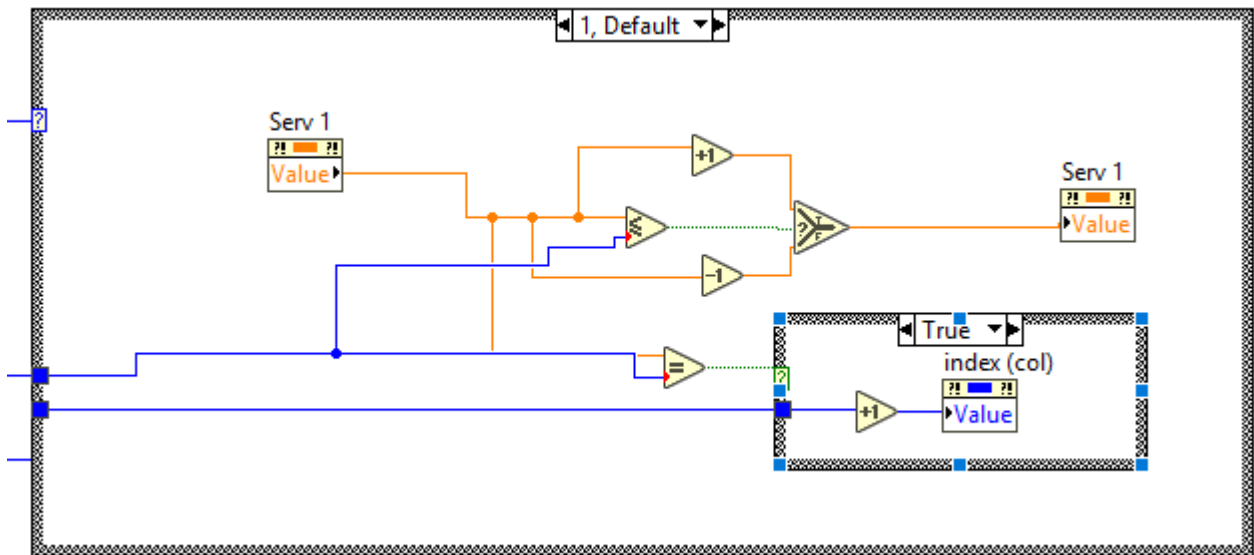 1, Default
?
Serv 1
?! ?!
Value
+1
Serv 1
?! ?!
Value
≤
? T F
-1
True
=
?
index (col)
?! ?!
+1
Value